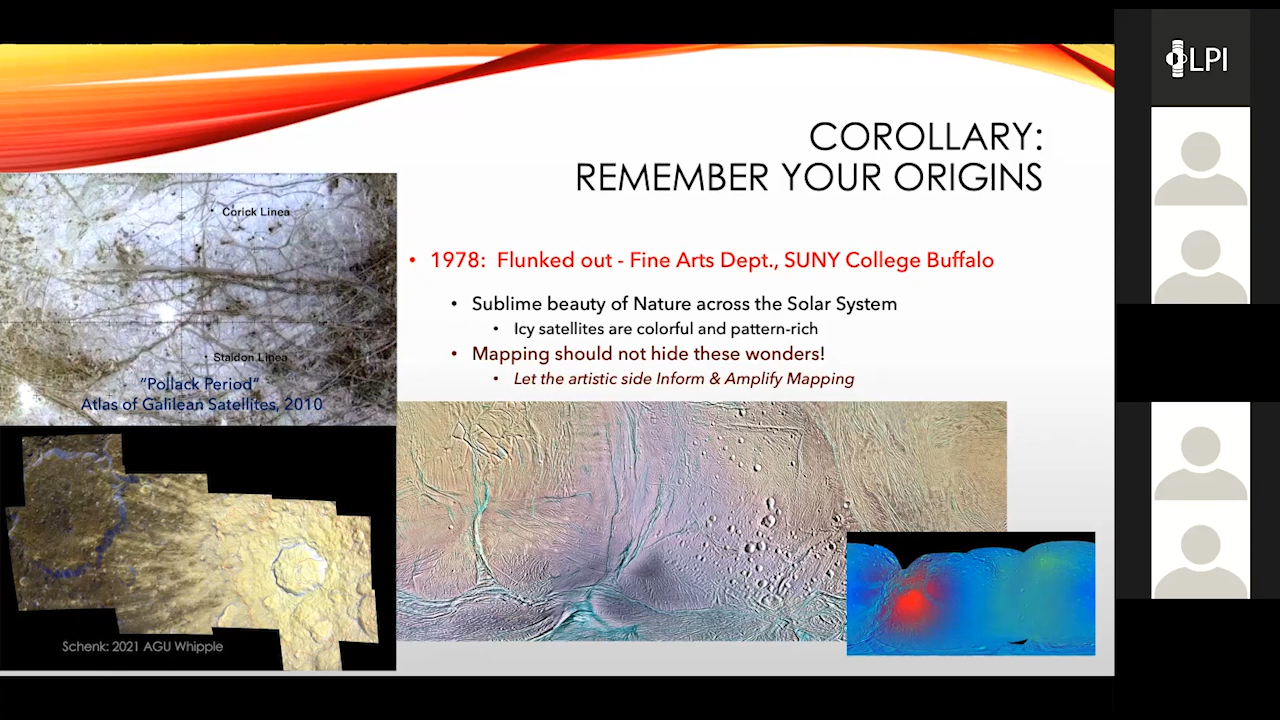 LPI
COROLLARY:
REMEMBER YOUR ORIGINS
• 1978: Flunked out - Fine Arts Dept., SUNY College Buffalo
• Sublime beauty of Nature across the Solar System
• Icy satellites are colorful and pattern-rich
• Mapping should not hide these wonders!
• Let the artistic side Inform & Amplify Mapping
Corick Linea
Staldon Linea
"Pollack Period"
Atlas of Galilean Satellites, 2010
Schenk: 2021 AGU Whipple